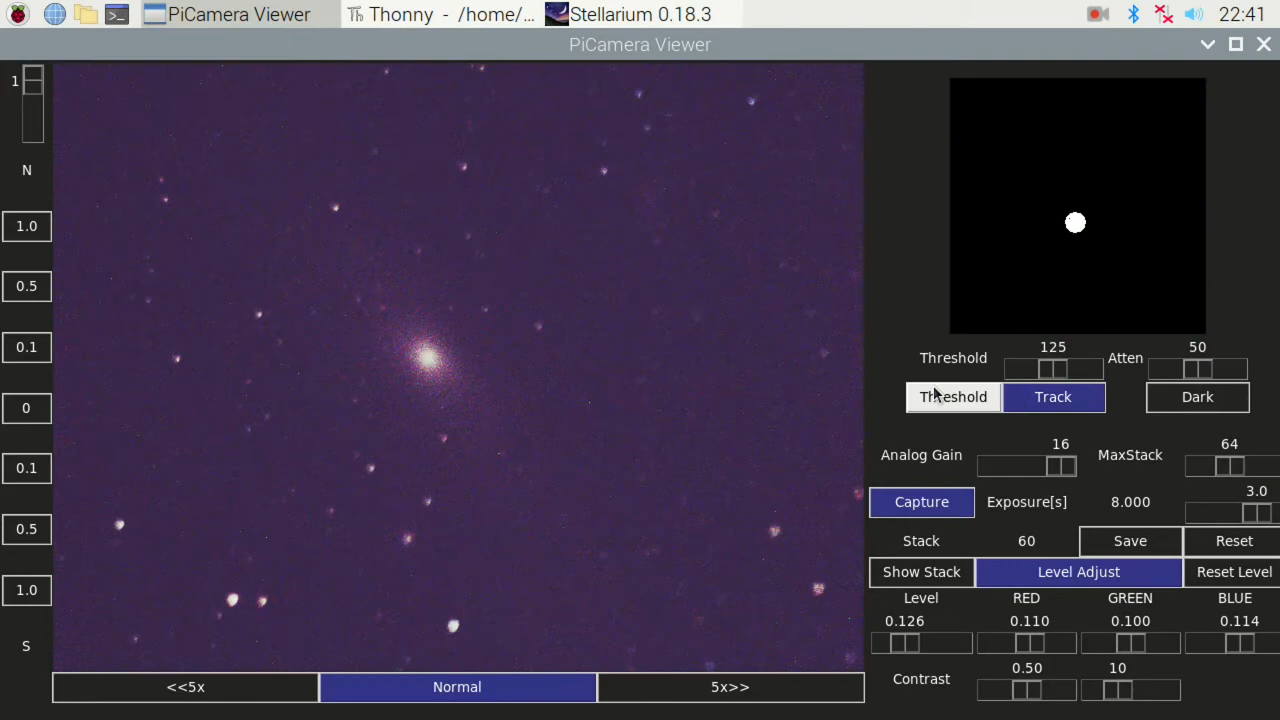 PiCamera Viewer
Thonny - /home/...
Stellarium 0.18.3
22:41
PiCamera Viewer
1
N
1.0
0.5
0.1
0
0.1
0.5
1.0
S
<<5x
Normal
5x>>
125
50
Threshold
Atten
Threshold
Track
Dark
16
64
Analog Gain
MaxStack
3.0
Capture
Exposure[s]
8.000
Stack
60
Save
Reset
Show Stack
Level Adjust
Reset Level
Level
RED
GREEN
BLUE
0.126
0.110
0.100
0.114
0.50
10
Contrast